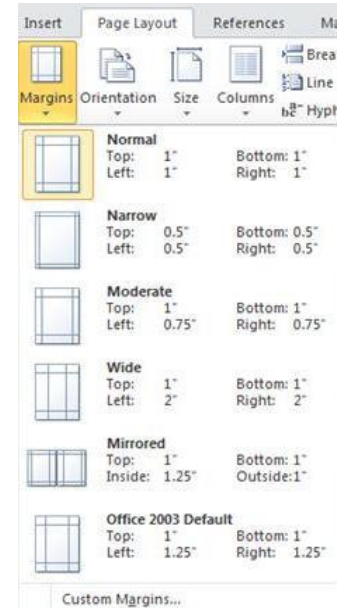 Insert Page Layout References Ma
Brea
Line
Margins Orientation Size Columns
bc Hyph
Normal
Top: 1" Bottom: 1"
Left: 1" Right: 1"
Narrow
Top: 0.5" Bottom: 0.5"
Left: 0.5" Right: 0.5"
Moderate
Top: 1" Bottom: 1"
Left: 0.75" Right: 0.75"
Wide
Top: 1" Bottom: 1"
Left: 2" Right: 2"
Mirrored
Top: 1" Bottom: 1"
Inside: 1.25" Outside:1"
Office 2003 Default
Top: 1" Bottom: 1"
Left: 1.25" Right: 1.25"
Custom Margins...